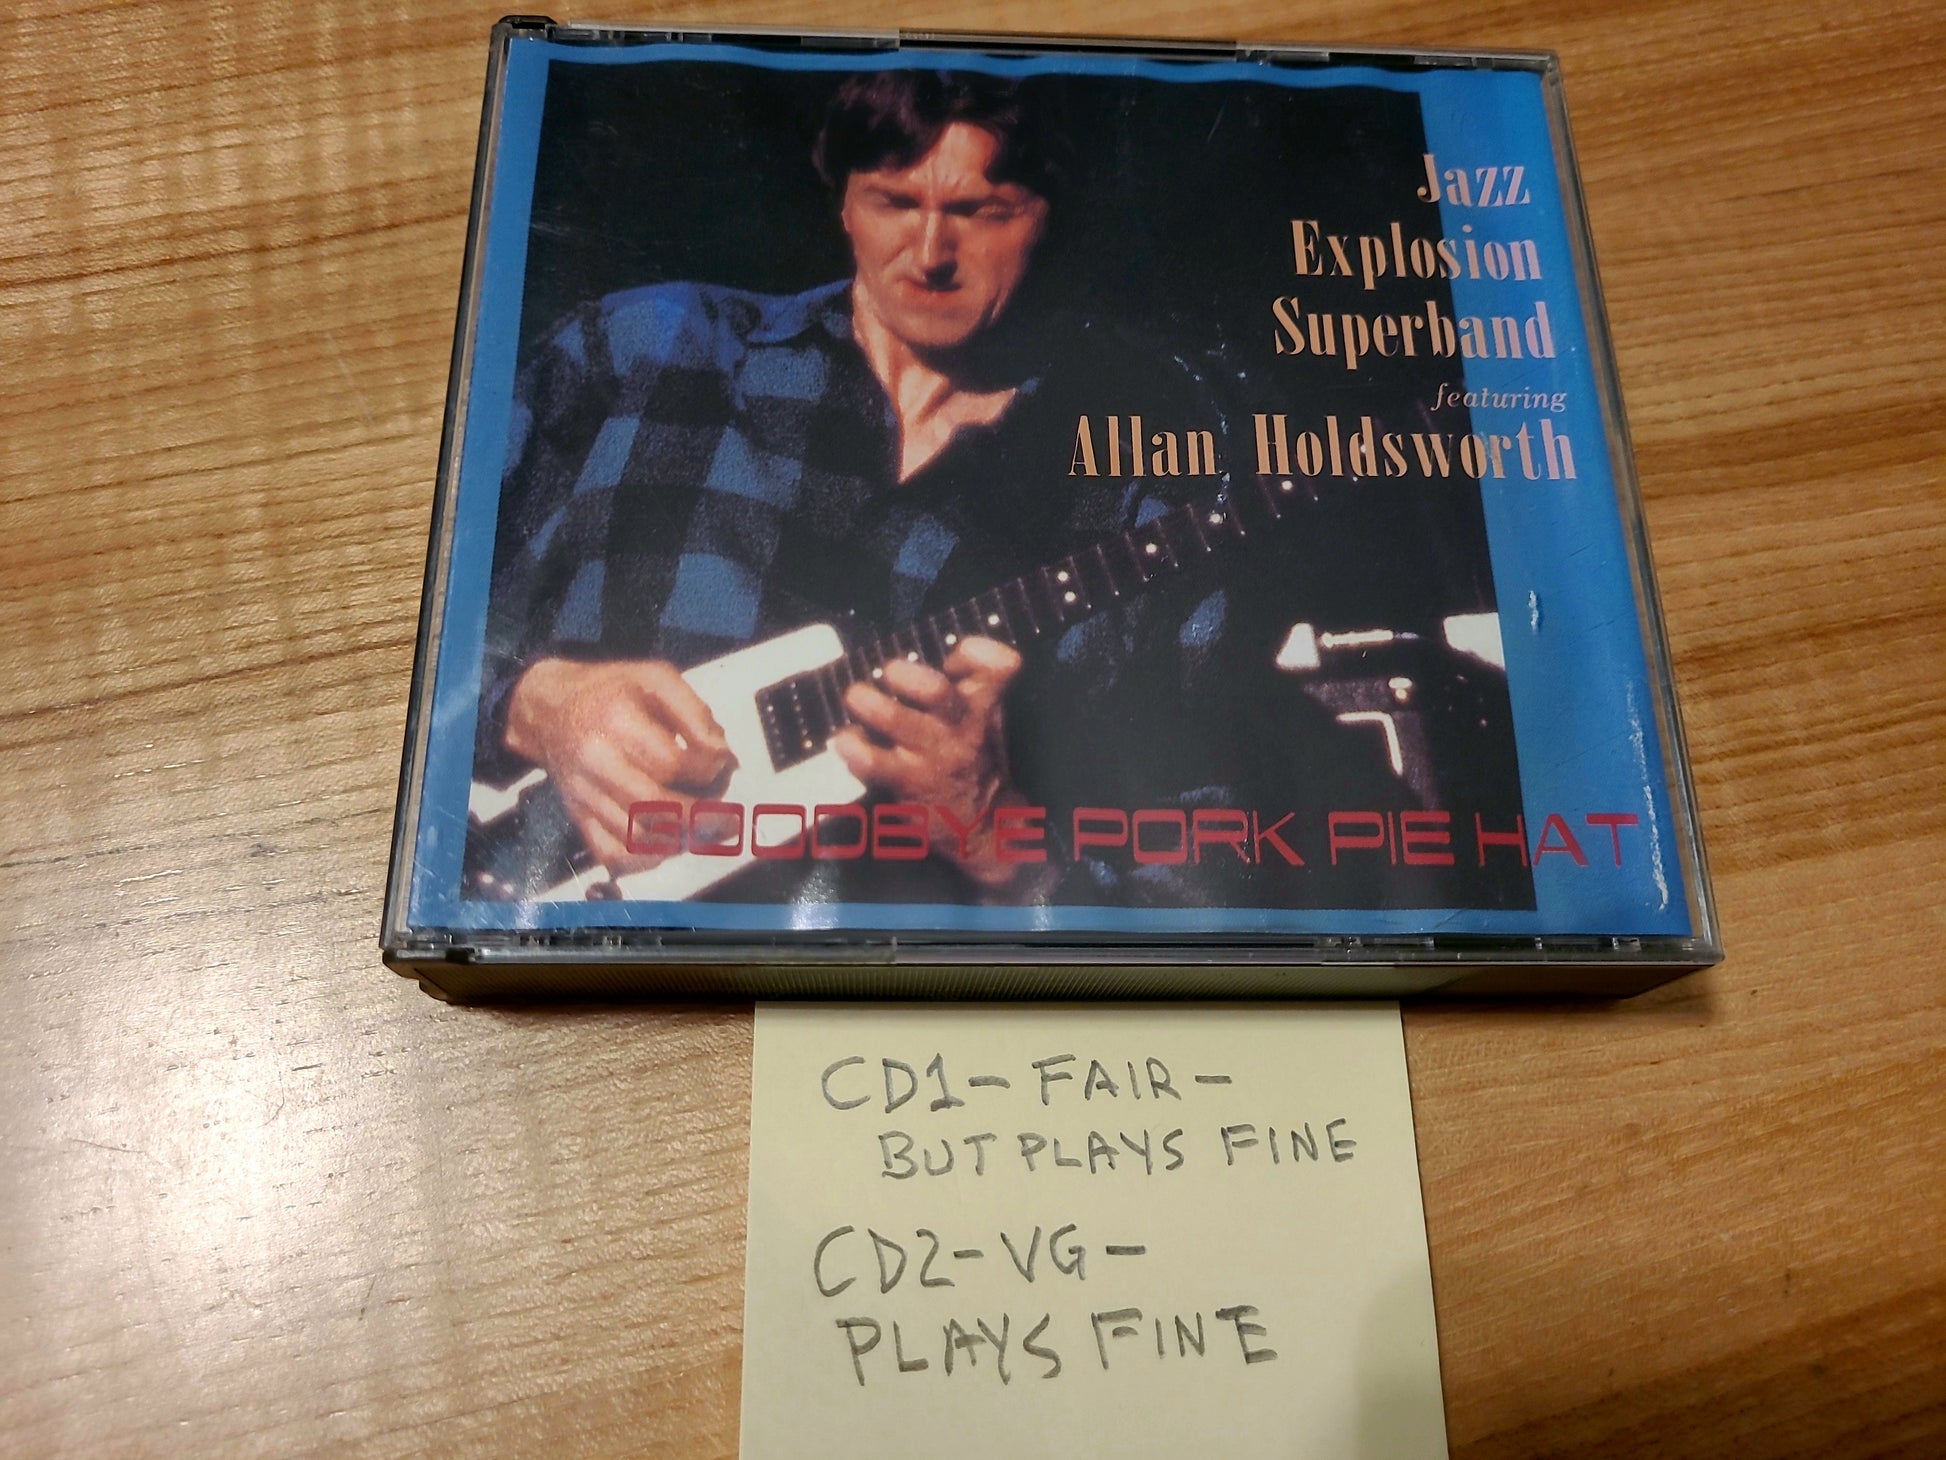 Jazz
Explosion
Superband
featuring
Allan Holdsworth
GOODBYE PORK PIE HAT
CD1-FAIR-
BUT PLAYS FINE
CD2-VG-
PLAYS FINE